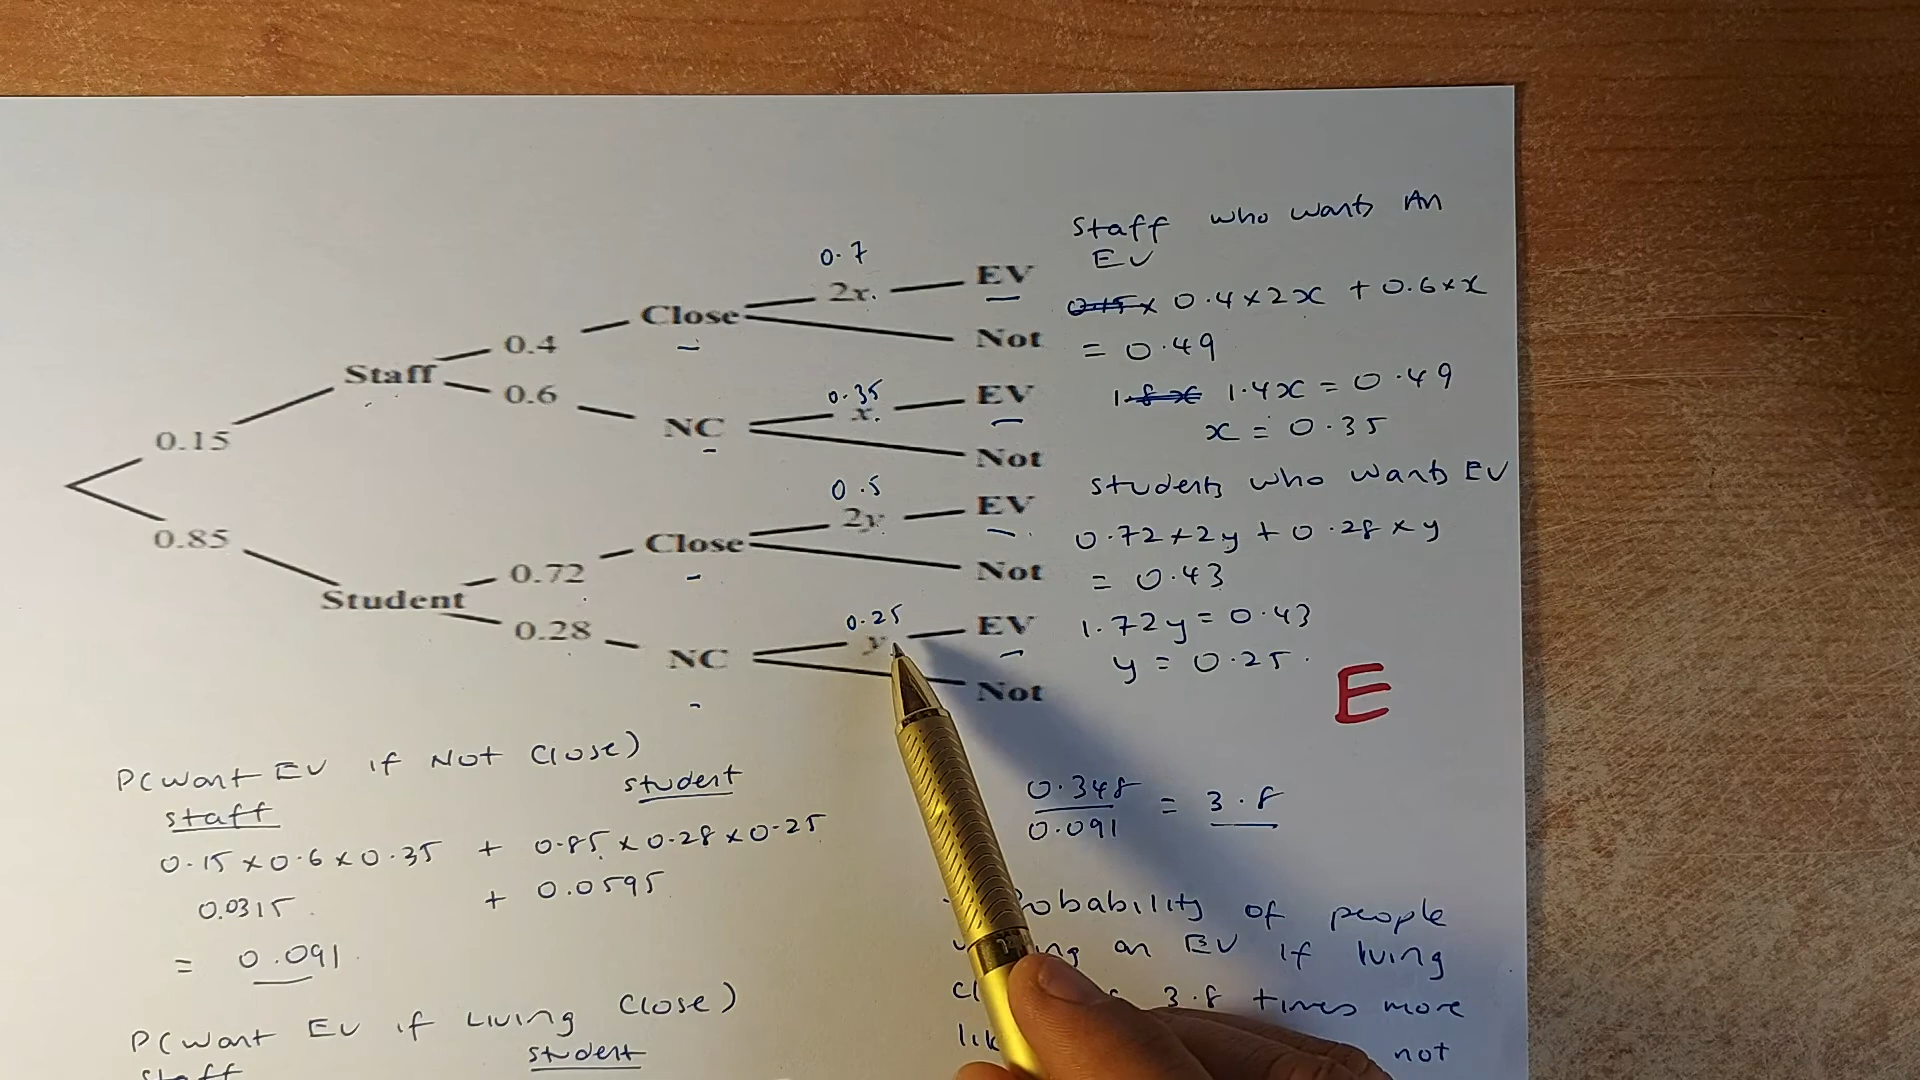 0.7
2x.
EV
Close
Not
0.4
Staff
0.6
0.35
x.
EV
NC
Not
0.15
0.5
2y
EV
0.85
Close
0.72
Not
Student
0.28
0.25
y
EV
NC
Not
Staff who wants An
EV
0.15 x 0.4 x 2x + 0.6 x x
= 0.49
1.8x 1.4x = 0.49
x = 0.35
Students who wants EV
0.72 x 2y + 0.28 x y
= 0.43
1.72y = 0.43
y = 0.25.
E
P(want EV if Not Close)
staff
student
0.15 x 0.6 x 0.35 + 0.85 x 0.28 x 0.25
0.0315 + 0.0595
= 0.091
P(want EV if Living Close)
student
staff
0.348
0.091
= 3.8
Probability of people
an EV if living
3.8 times more
not